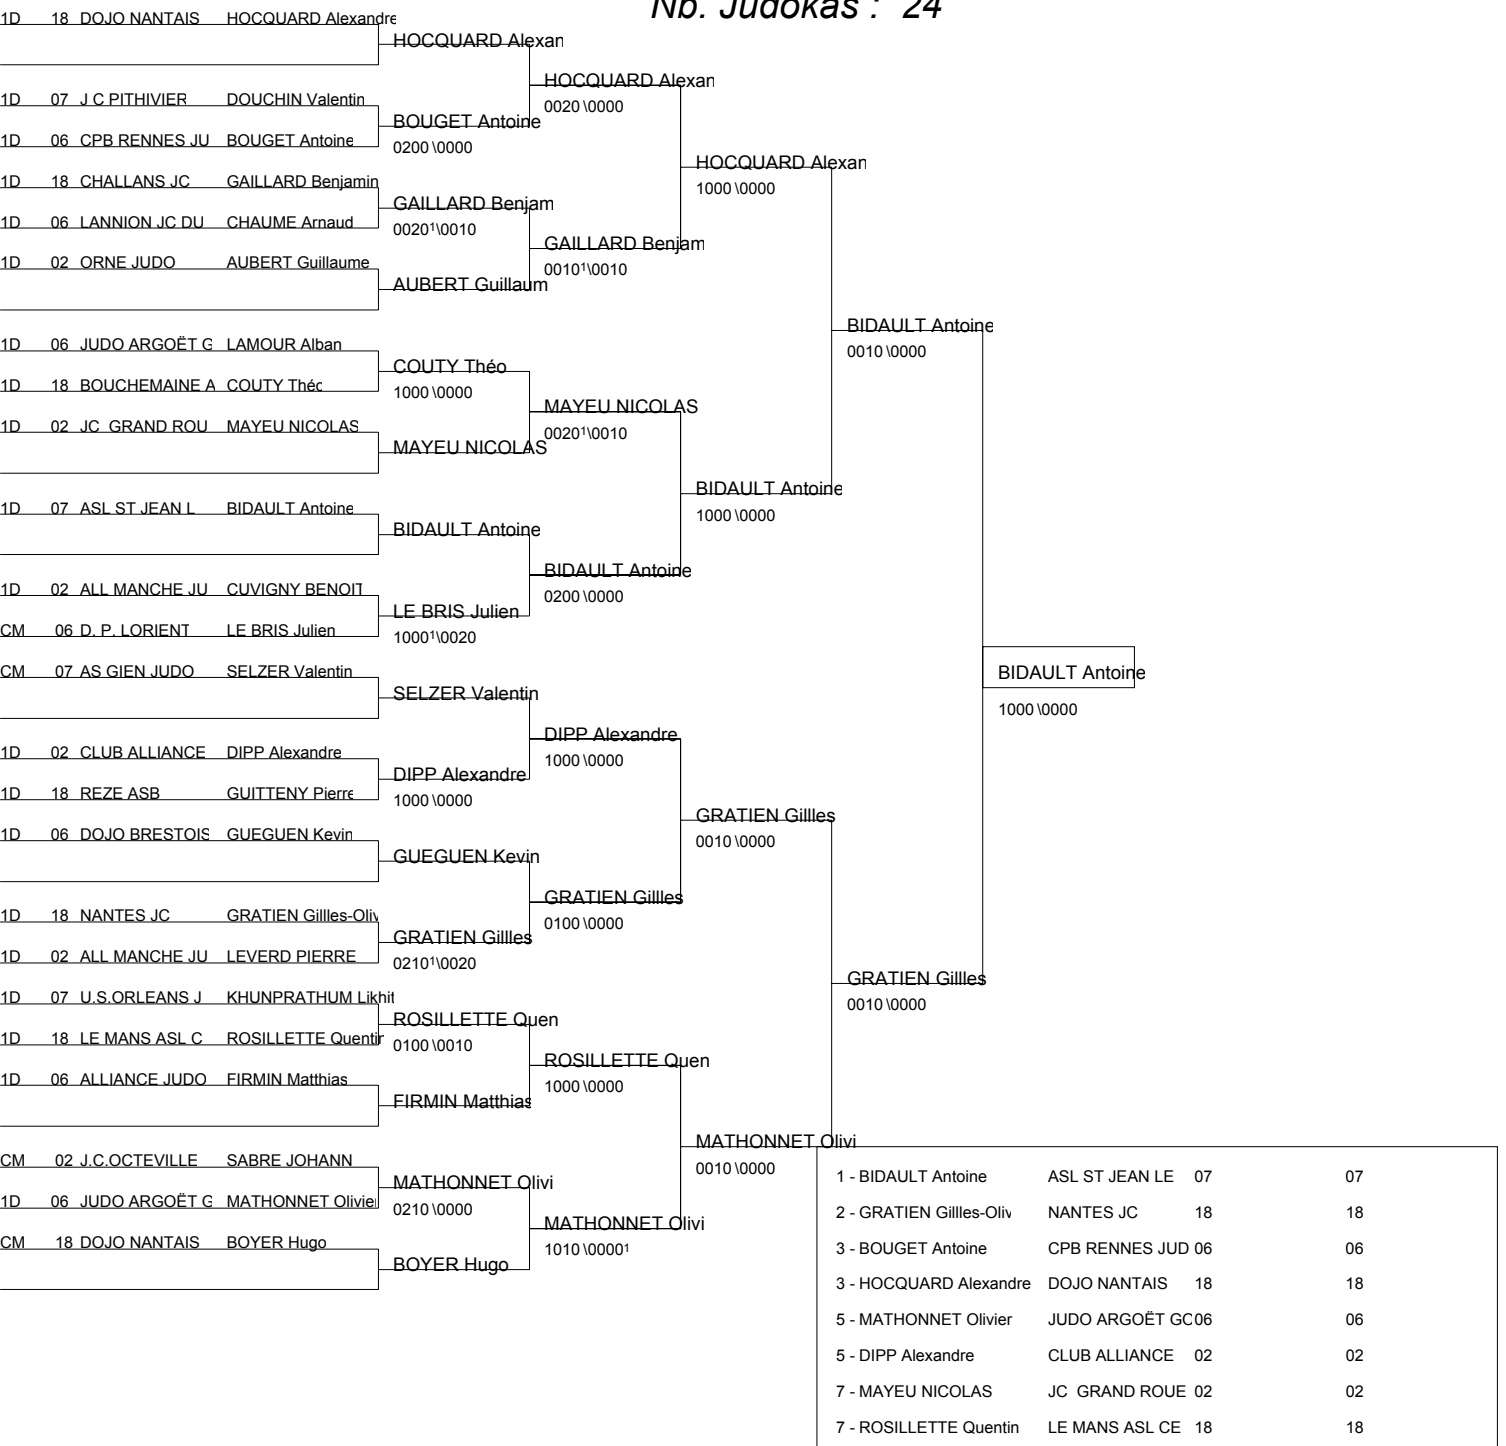 Nb. Judokas : 24
1D 18 DOJO NANTAIS HOCQUARD Alexandre
HOCQUARD Alexan
HOCQUARD Alexan
0020 \0000
1D 07 J C PITHIVIER DOUCHIN Valentin
BOUGET Antoine
0200 \0000
1D 06 CPB RENNES JU BOUGET Antoine
HOCQUARD Alexan
1000 \0000
1D 18 CHALLANS JC GAILLARD Benjamin
GAILLARD Benjam
0020¹\0010
1D 06 LANNION JC DU CHAUME Arnaud
GAILLARD Benjam
0010¹\0010
1D 02 ORNE JUDO AUBERT Guillaume
AUBERT Guillaum
BIDAULT Antoine
0010 \0000
1D 06 JUDO ARGOËT G LAMOUR Alban
COUTY Théo
1000 \0000
1D 18 BOUCHEMAINE A COUTY Théo
MAYEU NICOLAS
0020¹\0010
1D 02 JC GRAND ROU MAYEU NICOLAS
MAYEU NICOLAS
BIDAULT Antoine
1000 \0000
1D 07 ASL ST JEAN L BIDAULT Antoine
BIDAULT Antoine
BIDAULT Antoine
0200 \0000
1D 02 ALL MANCHE JU CUVIGNY BENOIT
LE BRIS Julien
1000¹\0020
CM 06 D. P. LORIENT LE BRIS Julien
BIDAULT Antoine
1000 \0000
CM 07 AS GIEN JUDO SELZER Valentin
SELZER Valentin
DIPP Alexandre
1000 \0000
1D 02 CLUB ALLIANCE DIPP Alexandre
DIPP Alexandre
1000 \0000
1D 18 REZE ASB GUITTENY Pierre
GRATIEN Gillles
0010 \0000
1D 06 DOJO BRESTOIS GUEGUEN Kevin
GUEGUEN Kevin
GRATIEN Gillles
0100 \0000
1D 18 NANTES JC GRATIEN Gillles-Oliv
GRATIEN Gillles
0210¹\0020
1D 02 ALL MANCHE JU LEVERD PIERRE
GRATIEN Gillles
0010 \0000
1D 07 U.S.ORLEANS J KHUNPRATHUM Likhit
ROSILLETTE Quen
0100 \0010
1D 18 LE MANS ASL C ROSILLETTE Quentin
ROSILLETTE Quen
1000 \0000
1D 06 ALLIANCE JUDO FIRMIN Matthias
FIRMIN Matthias
MATHONNET Olivi
0010 \0000
CM 02 J.C.OCTEVILLE SABRE JOHANN
MATHONNET Olivi
0210 \0000
1D 06 JUDO ARGOËT G MATHONNET Olivier
MATHONNET Olivi
1010 \0000¹
CM 18 DOJO NANTAIS BOYER Hugo
BOYER Hugo
1 - BIDAULT Antoine ASL ST JEAN LE 07 07
2 - GRATIEN Gillles-Oliv NANTES JC 18 18
3 - BOUGET Antoine CPB RENNES JUD 06 06
3 - HOCQUARD Alexandre DOJO NANTAIS 18 18
5 - MATHONNET Olivier JUDO ARGOËT GO 06 06
5 - DIPP Alexandre CLUB ALLIANCE 02 02
7 - MAYEU NICOLAS JC GRAND ROUE 02 02
7 - ROSILLETTE Quentin LE MANS ASL CE 18 18